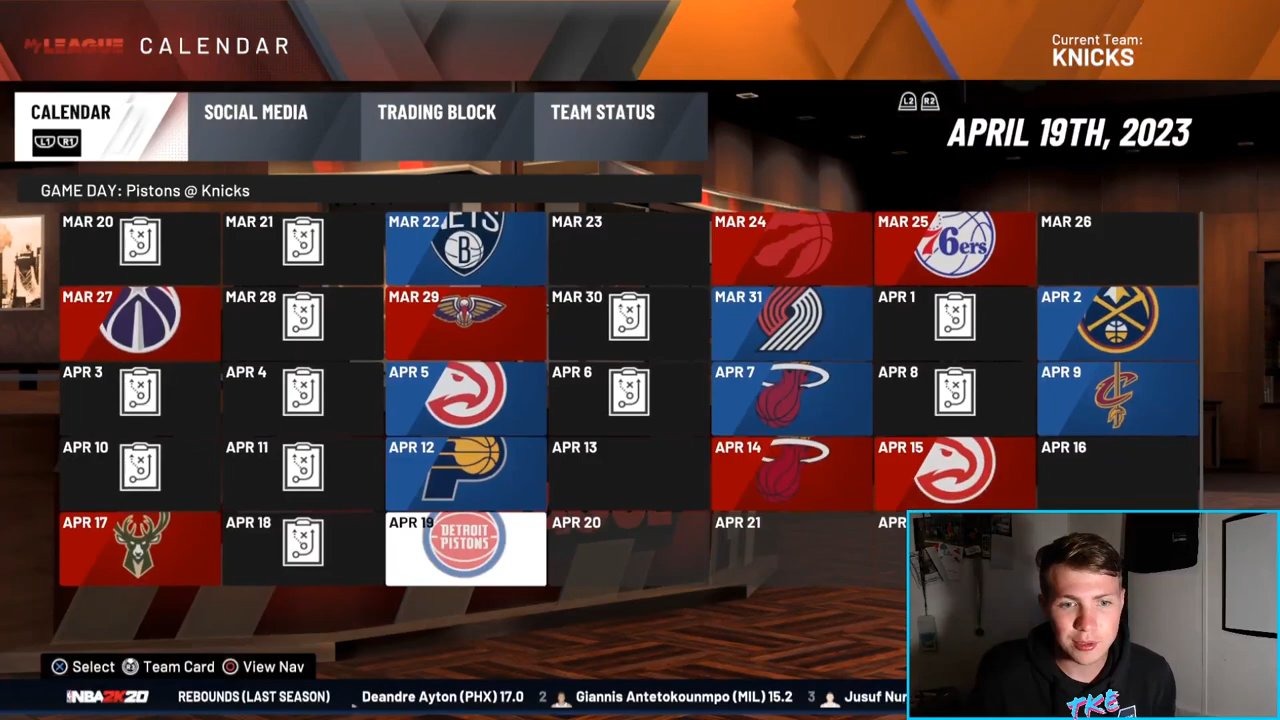 MyLEAGUE CALENDAR
Current Team:
KNICKS
CALENDAR SOCIAL MEDIA TRADING BLOCK TEAM STATUS
L1 R1
L2 R2
APRIL 19TH, 2023
GAME DAY: Pistons @ Knicks
MAR 20 MAR 21 MAR 22 MAR 23 MAR 24 MAR 25 MAR 26
NETS B 76ers
MAR 27 MAR 28 MAR 29 MAR 30 MAR 31 APR 1 APR 2
APR 3 APR 4 APR 5 APR 6 APR 7 APR 8 APR 9
APR 10 APR 11 APR 12 APR 13 APR 14 APR 15 APR 16
APR 17 APR 18 APR 19 APR 20 APR 21
DETROIT
PISTONS
Select Team Card View Nav
NBA2K20 REBOUNDS (LAST SEASON) Deandre Ayton (PHX) 17.0 2 Giannis Antetokounmpo (MIL) 15.2 3 Jusuf
TKE